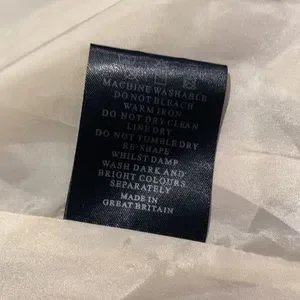 MACHINE WASHABLE
DO NOT BLEACH
WARM IRON
DO NOT DRY CLEAN
LINE DRY
DO NOT TUMBLE DRY
RE-SHAPE
WHILST DAMP
WASH DARK AND
BRIGHT COLOURS
SEPARATELY
MADE IN
GREAT BRITAIN